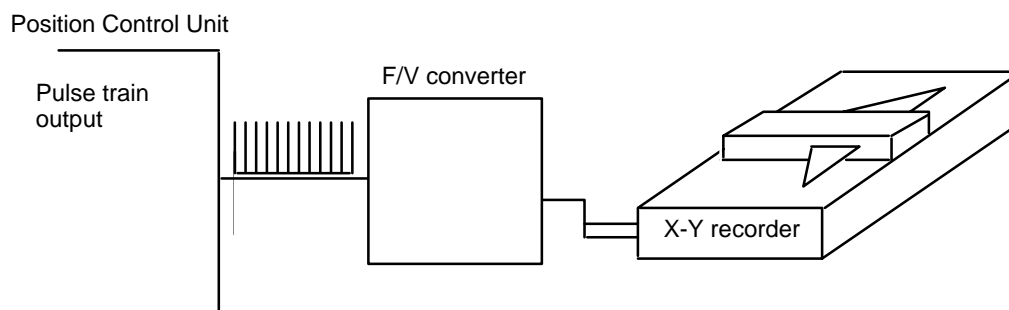 Position Control Unit
Pulse train
output
F/V converter
X-Y recorder